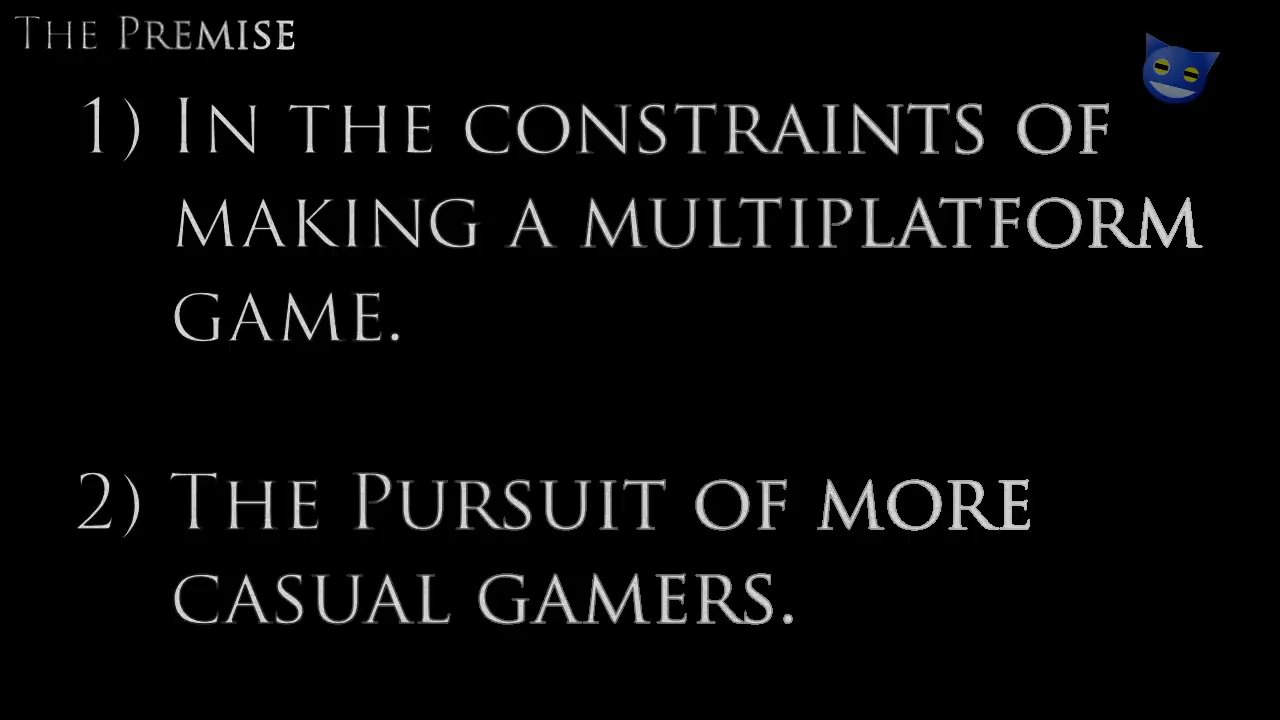 The Premise
1) In the constraints of
making a multiplatform
game.
2) The Pursuit of more
casual gamers.